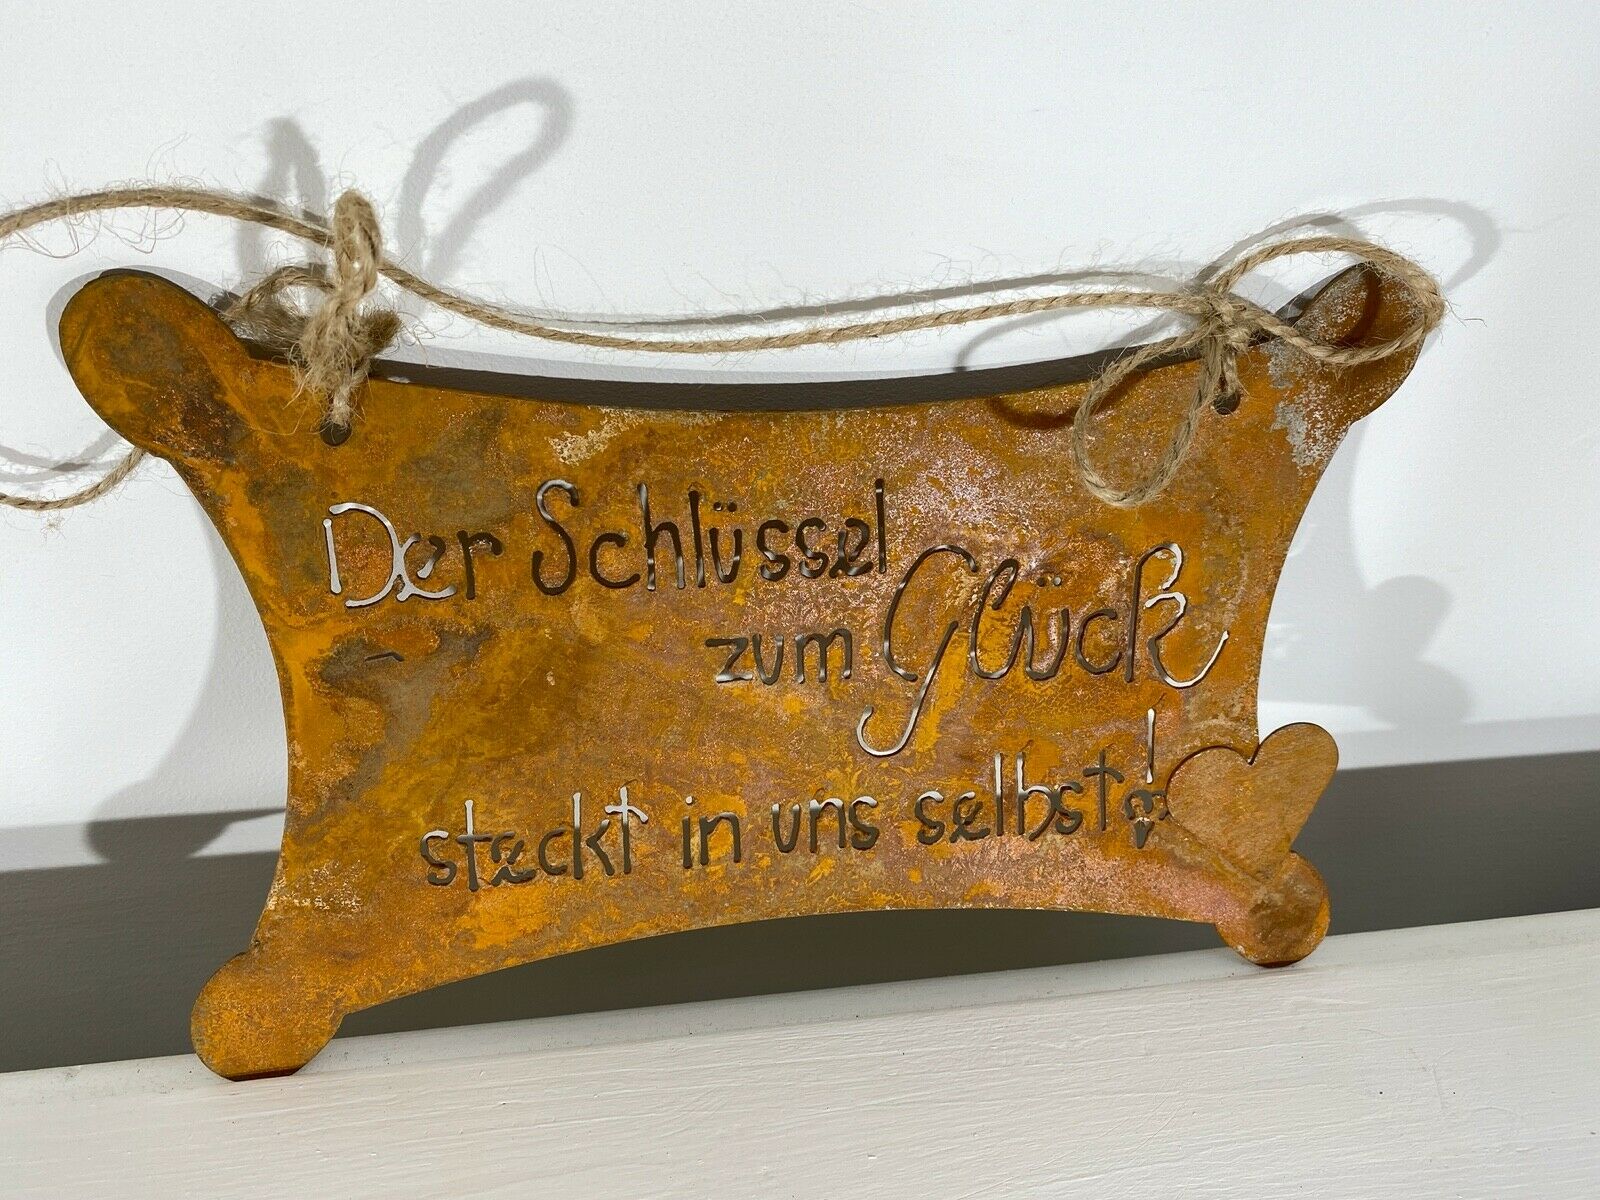 Der Schlüssel
zum Glück
steckt in uns selbst!